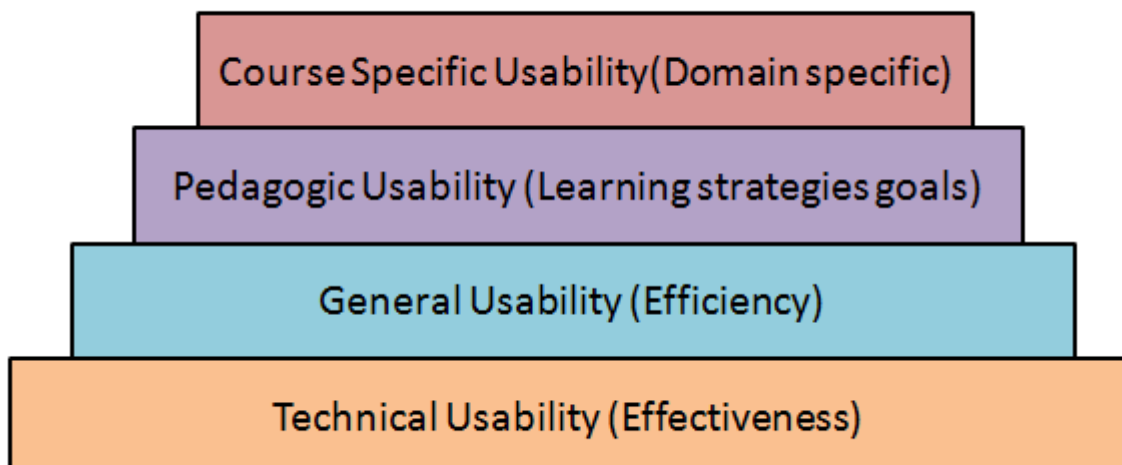 Course Specific Usability(Domain specific)
Pedagogic Usability (Learning strategies goals)
General Usability (Efficiency)
Technical Usability (Effectiveness)